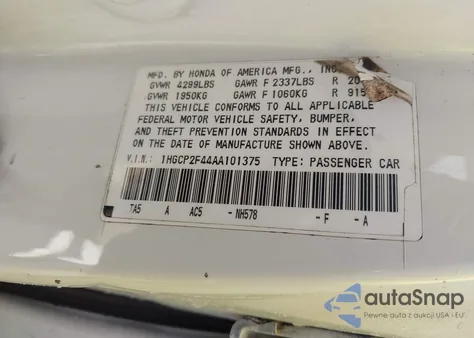 MFD. BY HONDA OF AMERICA MFG., INC
GVWR 4299LBS GAWR F 2337LBS R 20
GVWR 1950KG GAWR F 1060KG R 915
THIS VEHICLE CONFORMS TO ALL APPLICABLE
FEDERAL MOTOR VEHICLE SAFETY, BUMPER,
AND THEFT PREVENTION STANDARDS IN EFFECT
ON THE DATE OF MANUFACTURE SHOWN ABOVE.
V.I.N.: 1HGCP2F44AA101375 TYPE: PASSENGER CAR
TA5 A AC5 - NH578 -F -A
autoSnap
Pewne auta z aukcji USA i EU